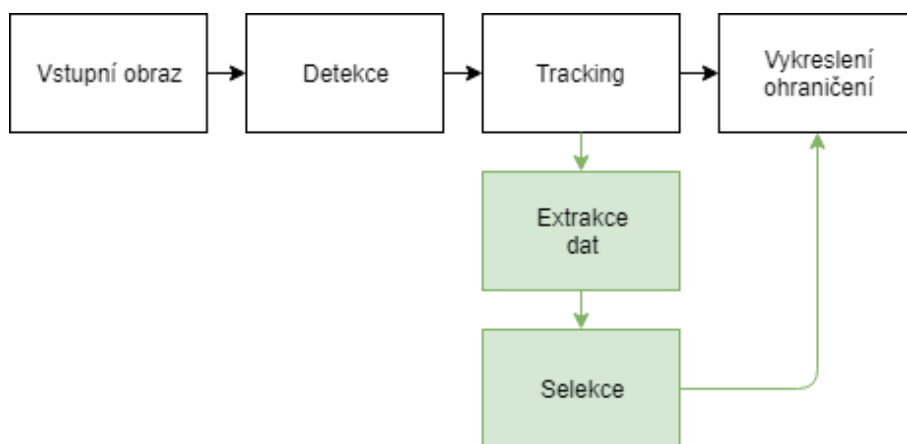 Vstupní obraz
Detekce
Tracking
Vykreslení
ohraničení
Extrakce
dat
Selekce